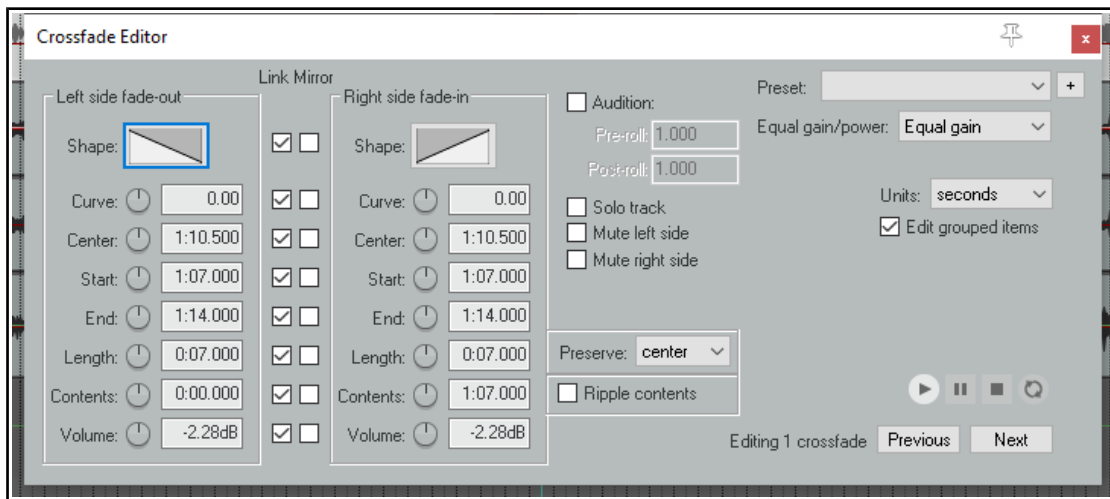 Crossfade Editor
x
Link Mirror
Left side fade-out
Shape:
Curve: 0.00
Center: 1:10.500
Start: 1:07.000
End: 1:14.000
Length: 0:07.000
Contents: 0:00.000
Volume: -2.28dB
Right side fade-in
Shape:
Curve: 0.00
Center: 1:10.500
Start: 1:07.000
End: 1:14.000
Length: 0:07.000
Contents: 1:07.000
Volume: -2.28dB
Audition:
Pre-roll: 1.000
Post-roll: 1.000
Solo track
Mute left side
Mute right side
Preserve: center
Ripple contents
Preset:
+
Equal gain/power: Equal gain
Units: seconds
Edit grouped items
Editing 1 crossfade Previous Next